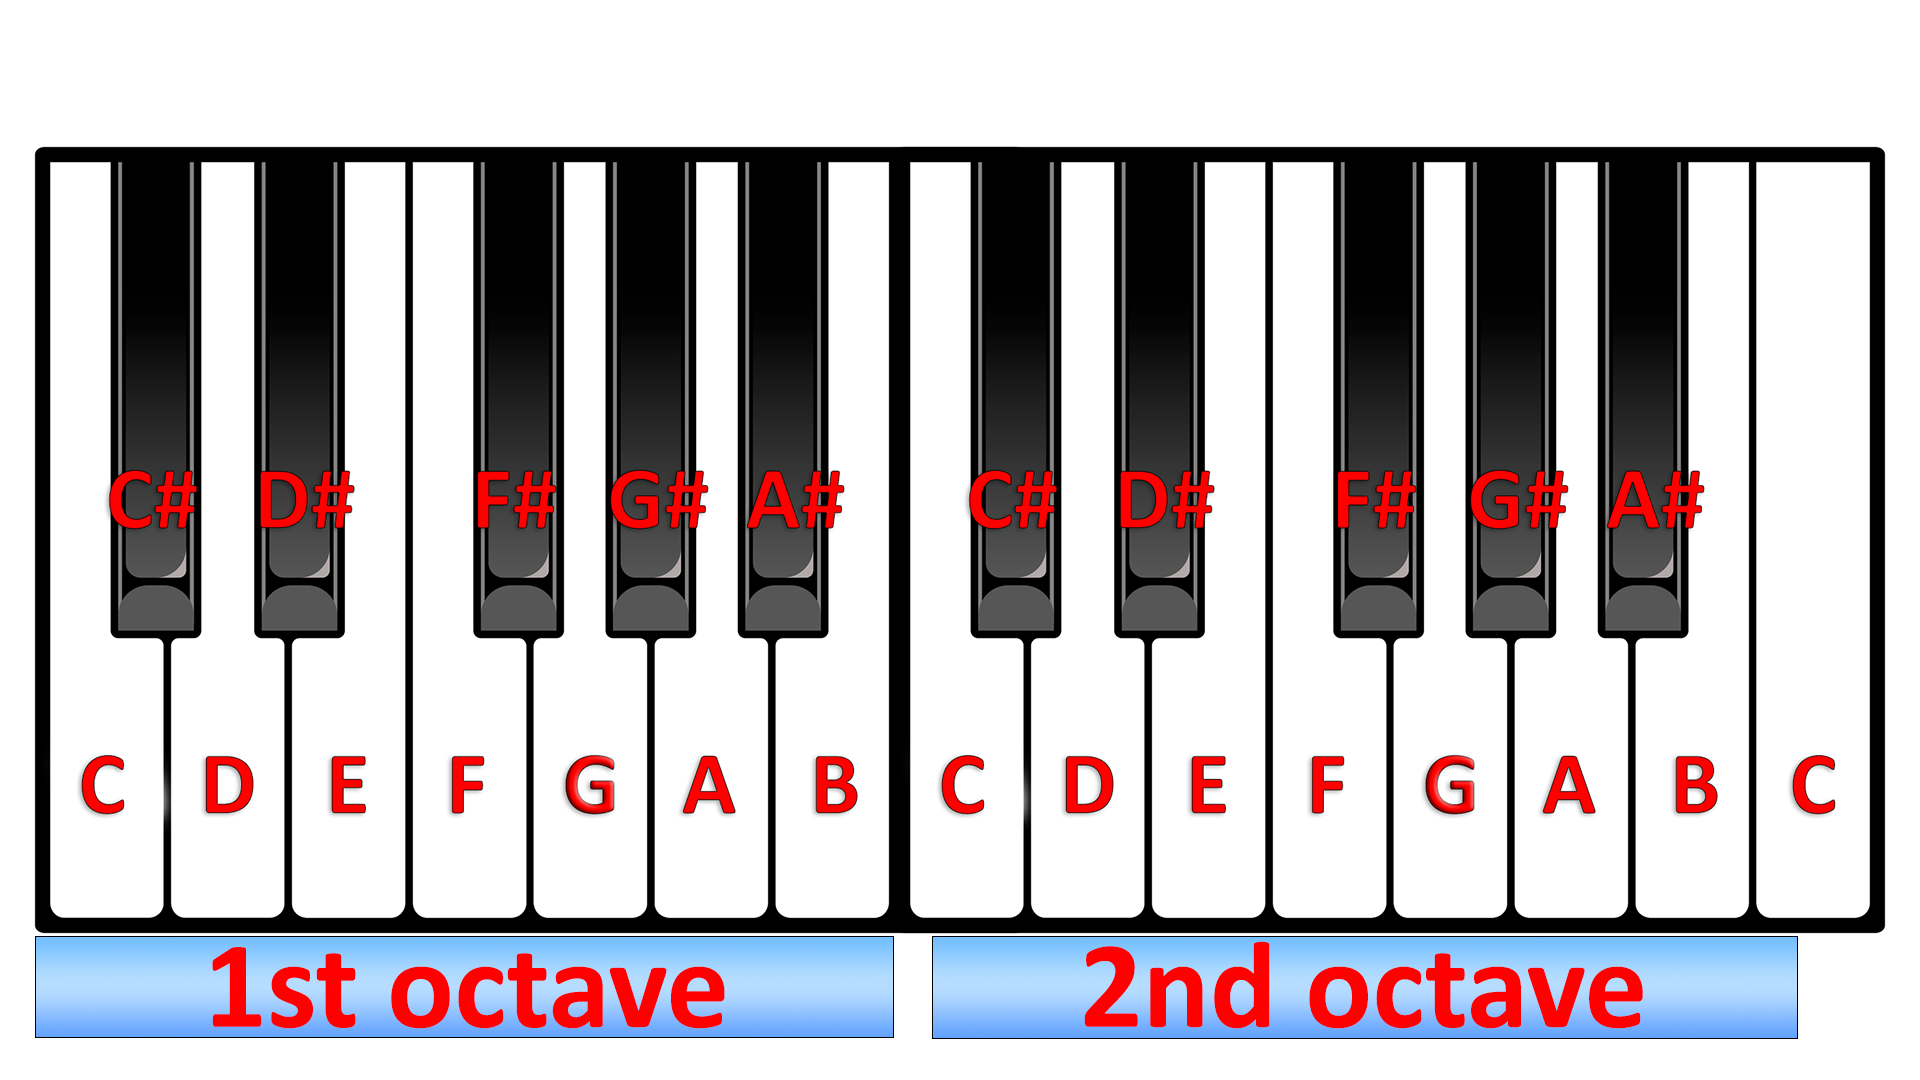 C# D# F# G# A# C# D# F# G# A#
C D E F G A B C D E F G A B C
1st octave 2nd octave